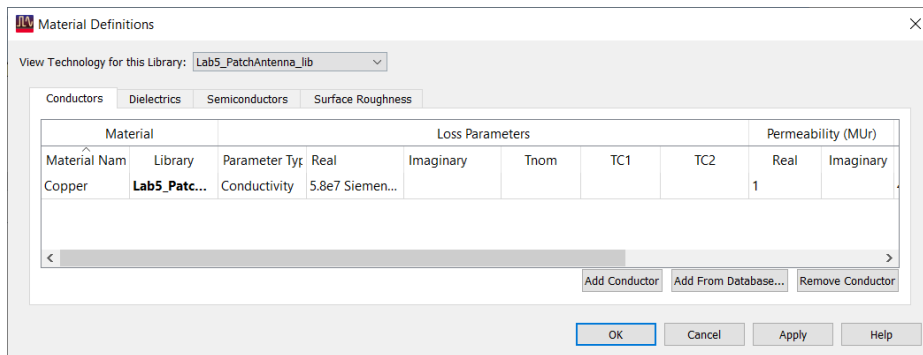 Material Definitions
View Technology for this Library: Lab5_PatchAntenna_lib
Conductors Dielectrics Semiconductors Surface Roughness
Material Loss Parameters Permeability (MUr)
Material Nam Library Parameter Typ Real Imaginary Tnom TC1 TC2 Real Imaginary
Copper Lab5_Patc... Conductivity 5.8e7 Siemen... 1
Add Conductor Add From Database... Remove Conductor
OK Cancel Apply Help